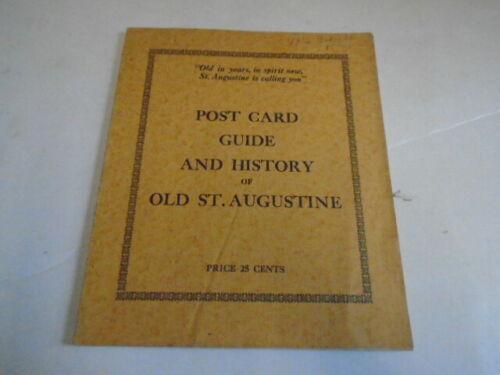 "Old in years, in spirit new,
St. Augustine is calling you"
POST CARD
GUIDE
AND HISTORY
OF
OLD ST. AUGUSTINE
PRICE 25 CENTS